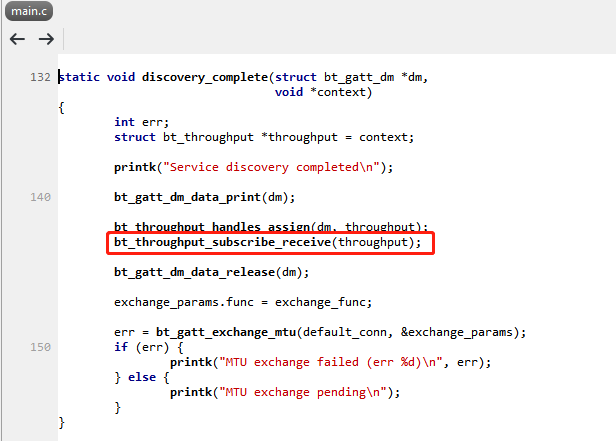 main.c
132 static void discovery_complete(struct bt_gatt_dm *dm,
void *context)
{
int err;
struct bt_throughput *throughput = context;
printk("Service discovery completed\n");
140 bt_gatt_dm_data_print(dm);
bt_throughput_handles_assign(dm, throughput);
bt_throughput_subscribe_receive(throughput);
bt_gatt_dm_data_release(dm);
exchange_params.func = exchange_func;
err = bt_gatt_exchange_mtu(default_conn, &exchange_params);
150 if (err) {
printk("MTU exchange failed (err %d)\n", err);
} else {
printk("MTU exchange pending\n");
}
}